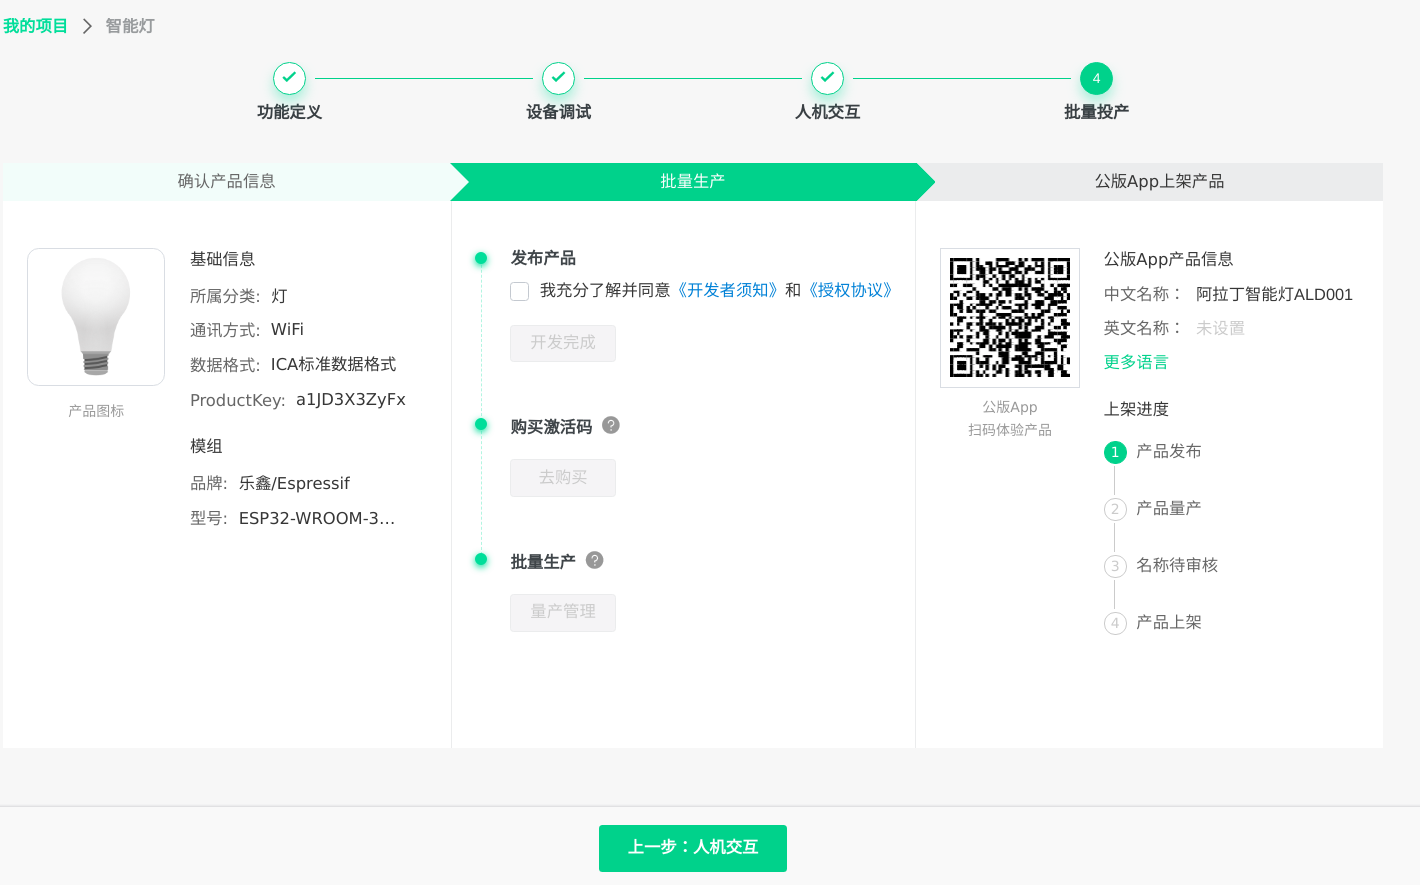 我的项目 > 智能灯
功能定义
设备调试
人机交互
4
批量投产
确认产品信息
批量生产
公版App上架产品
基础信息
所属分类: 灯
通讯方式: WiFi
数据格式: ICA标准数据格式
ProductKey: a1JD3X3ZyFx
产品图标
模组
品牌: 乐鑫/Espressif
型号: ESP32-WROOM-3...
发布产品
我充分了解并同意《开发者须知》和《授权协议》
开发完成
购买激活码 ?
去购买
批量生产 ?
量产管理
公版App
扫码体验产品
公版App产品信息
中文名称： 阿拉丁智能灯ALD001
英文名称： 未设置
更多语言
上架进度
1 产品发布
2 产品量产
3 名称待审核
4 产品上架
上一步：人机交互